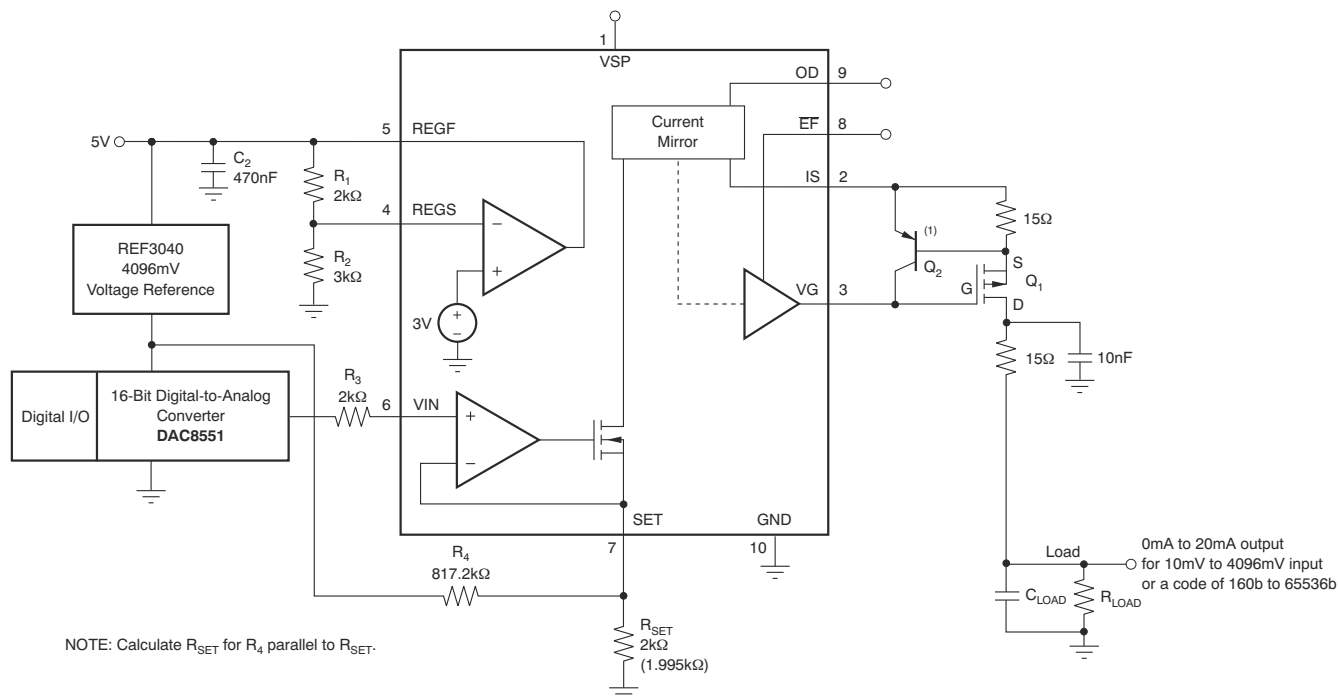 1
VSP
OD 9
EF 8
Current
Mirror
IS 2
5 REGF
5V
C2
470nF
R1
2kΩ
4 REGS
REF3040
4096mV
Voltage Reference
R2
3kΩ
−
+
3V
+
−
15Ω
(1)
Q2
S
Q1
G
D
VG 3
15Ω
10nF
Digital I/O
16-Bit Digital-to-Analog
Converter
DAC8551
R3
2kΩ
6 VIN
+
−
SET
7
GND
10
R4
817.2kΩ
RSET
2kΩ
(1.995kΩ)
Load
CLOAD
RLOAD
0mA to 20mA output
for 10mV to 4096mV input
or a code of 160b to 65536b
NOTE: Calculate RSET for R4 parallel to RSET.